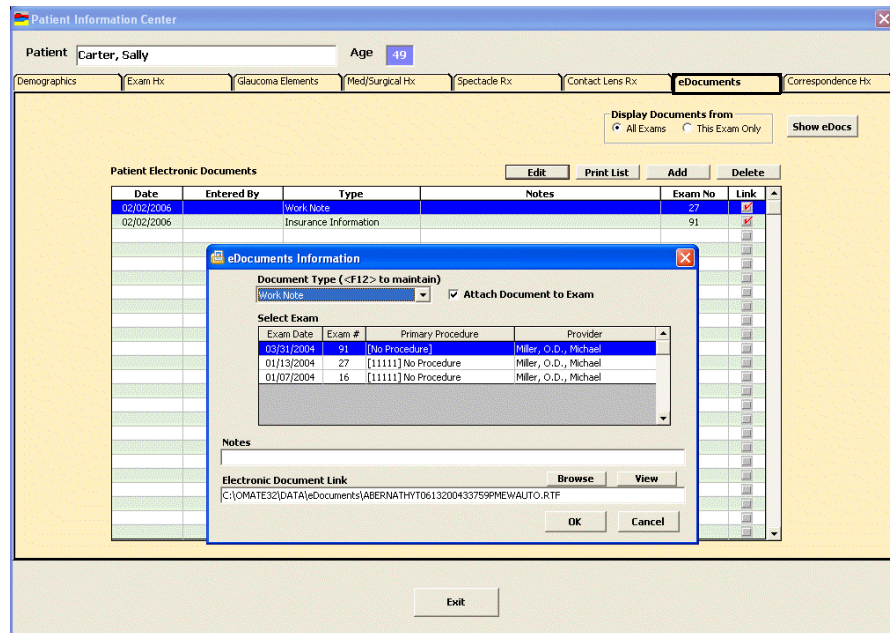 Patient Information Center
Patient Carter, Sally Age 49
Demographics Exam Hx Glaucoma Elements Med/Surgical Hx Spectacle Rx Contact Lens Rx eDocuments Correspondence Hx
Display Documents from
All Exams This Exam Only Show eDocs
Patient Electronic Documents Edit Print List Add Delete
Date Entered By Type Notes Exam No Link
02/02/2006 Work Note 27
02/02/2006 Insurance Information 91
eDocuments Information
Document Type (<F12> to maintain)
Work Note Attach Document to Exam
Select Exam
Exam Date Exam # Primary Procedure Provider
03/31/2004 91 [No Procedure] Miller, O.D., Michael
01/13/2004 27 [11111] No Procedure Miller, O.D., Michael
01/07/2004 16 [11111] No Procedure Miller, O.D., Michael
Notes
Electronic Document Link Browse View
C:\OMATE32\DATA\eDocuments\ABERNATHYT0613200433759PMEWAUTO.RTF
OK Cancel
Exit